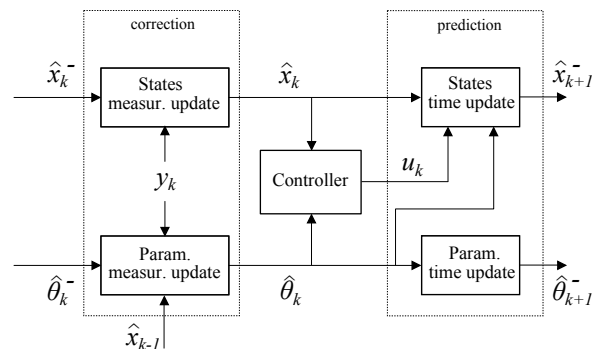 correction
prediction
x̂ₖ⁻
States
measur. update
x̂ₖ
States
time update
x̂ₖ₊₁⁻
yₖ
Controller
uₖ
Param.
measur. update
Param.
time update
θ̂ₖ⁻
θ̂ₖ
θ̂ₖ₊₁⁻
x̂ₖ₋₁